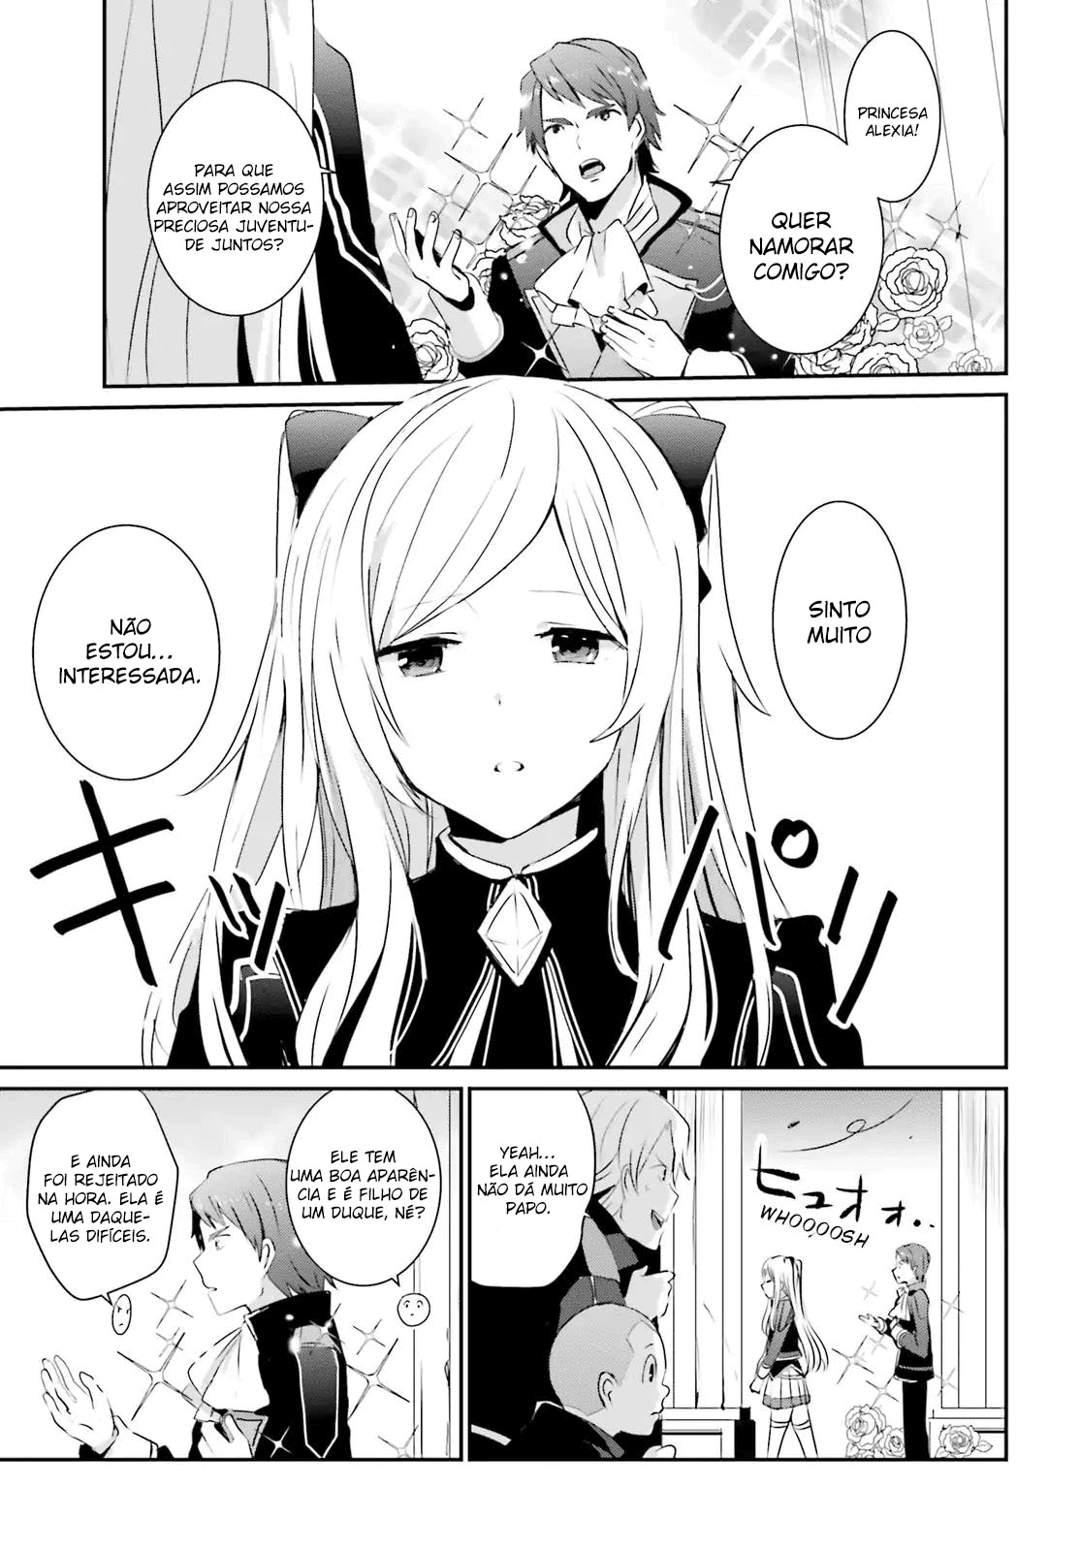 PRINCESA
ALEXIA!
QUER
NAMORAR
COMIGO?
PARA QUE
ASSIM POSSAMOS
APROVEITAR NOSSA
PRECIOSA JUVENTU-
DE JUNTOS?
SINTO
MUITO
NÃO
ESTOU...
INTERESSADA.
パリ
キッ
ヒュオォ..
WHOOOOSH
YEAH...
ELA AINDA
NÃO DÁ MUITO
PAPO.
ELE TEM
UMA BOA APARÊN-
CIA E É FILHO DE
UM DUQUE, NÉ?
E AINDA
FOI REJEITADO
NA HORA. ELA É
UMA DAQUE-
LAS DIFÍCEIS.